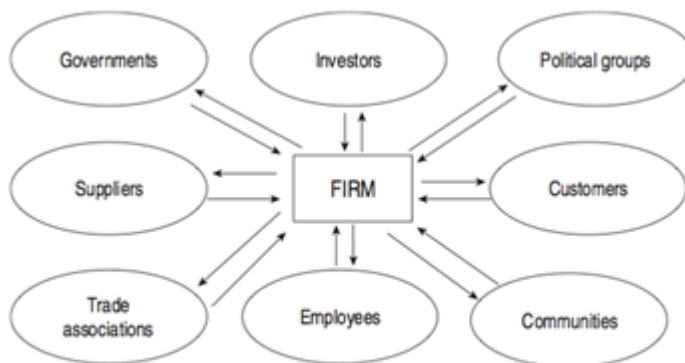 Governments
Investors
Political groups
Suppliers
FIRM
Customers
Trade
associations
Employees
Communities